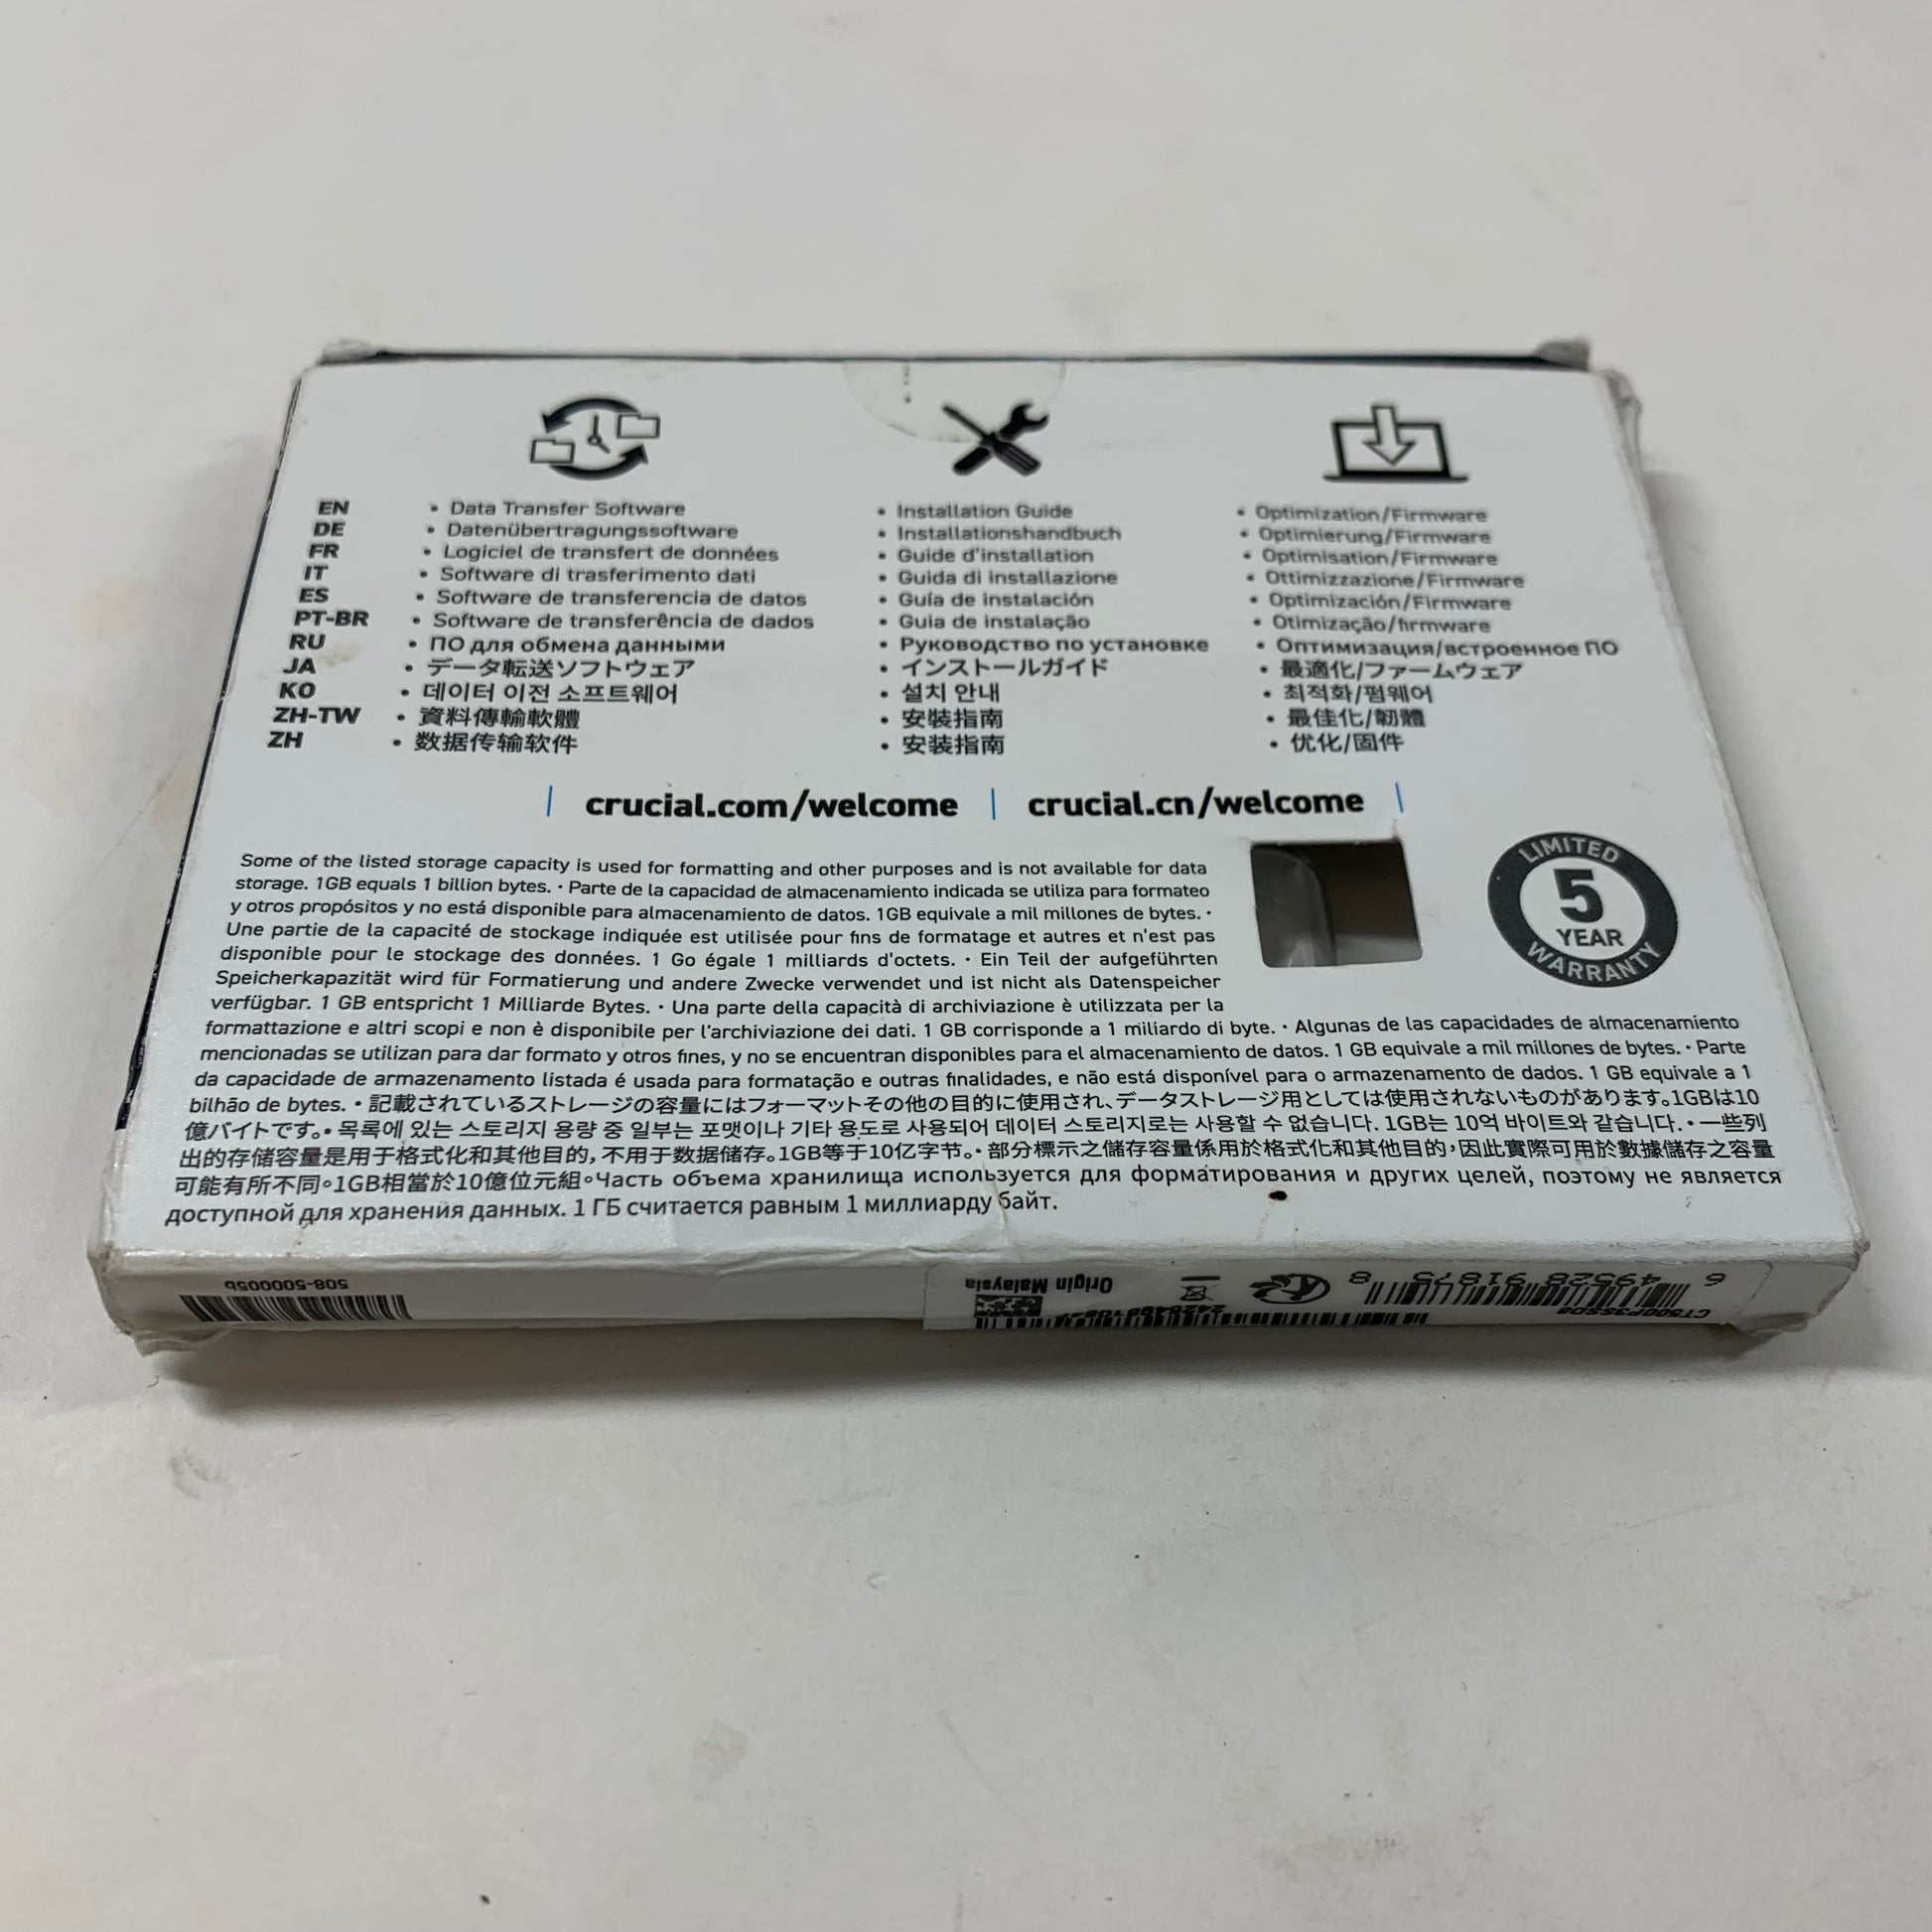 EN • Data Transfer Software • Installation Guide • Optimization/Firmware
DE • Datenübertragungssoftware • Installationshandbuch • Optimierung/Firmware
FR • Logiciel de transfert de données • Guide d'installation • Optimisation/Firmware
IT • Software di trasferimento dati • Guida di installazione • Ottimizzazione/Firmware
ES • Software de transferencia de datos • Guía de instalación • Optimización/Firmware
PT-BR • Software de transferência de dados • Guia de instalação • Otimização/firmware
RU • ПО для обмена данными • Руководство по установке • Оптимизация/встроенное ПО
JA • データ転送ソフトウェア • インストールガイド • 最適化/ファームウェア
KO • 데이터 이전 소프트웨어 • 설치 안내 • 최적화/펌웨어
ZH-TW • 資料傳輸軟體 • 安裝指南 • 最佳化/韌體
ZH • 数据传输软件 • 安装指南 • 优化/固件
crucial.com/welcome | crucial.cn/welcome
Some of the listed storage capacity is used for formatting and other purposes and is not available for data
storage. 1GB equals 1 billion bytes. • Parte de la capacidad de almacenamiento indicada se utiliza para formateo
y otros propósitos y no está disponible para almacenamiento de datos. 1GB equivale a mil millones de bytes. •
Une partie de la capacité de stockage indiquée est utilisée pour fins de formatage et autres et n'est pas
disponible pour le stockage des données. 1 Go égale 1 milliards d'octets. • Ein Teil der aufgeführten
Speicherkapazität wird für Formatierung und andere Zwecke verwendet und ist nicht als Datenspeicher
verfügbar. 1 GB entspricht 1 Milliarde Bytes. • Una parte della capacità di archiviazione è utilizzata per la
formattazione e altri scopi e non è disponibile per l'archiviazione dei dati. 1 GB corrisponde a 1 miliardo di byte. • Algunas de las capacidades de almacenamiento
mencionadas se utilizan para dar formato y otros fines, y no se encuentran disponibles para el almacenamiento de datos. 1 GB equivale a mil millones de bytes. • Parte
da capacidade de armazenamento listada é usada para formatação e outras finalidades, e não está disponível para o armazenamento de dados. 1 GB equivale a 1
bilhão de bytes. • 記載されているストレージの容量にはフォーマットその他の目的に使用され、データストレージ用としては使用されないものがあります。1GBは10
億バイトです。• 목록에 있는 스토리지 용량 중 일부는 포맷이나 기타 용도로 사용되어 데이터 스토리지로는 사용할 수 없습니다. 1GB는 10억 바이트와 같습니다. • 一些列
出的存储容量是用于格式化和其他目的,不用于数据储存。1GB等于10亿字节。• 部分標示之儲存容量係用於格式化和其他目的,因此實際可用於數據儲存之容量
可能有所不同。1GB相當於10億位元組。Часть объема хранилища используется для форматирования и других целей, поэтому не является
доступной для хранения данных. 1 ГБ считается равным 1 миллиарду байт.
LIMITED
5
YEAR
WARRANTY
508-500005b
Origin Malaysia
6 49528 91875 8
CT500P3SSD8